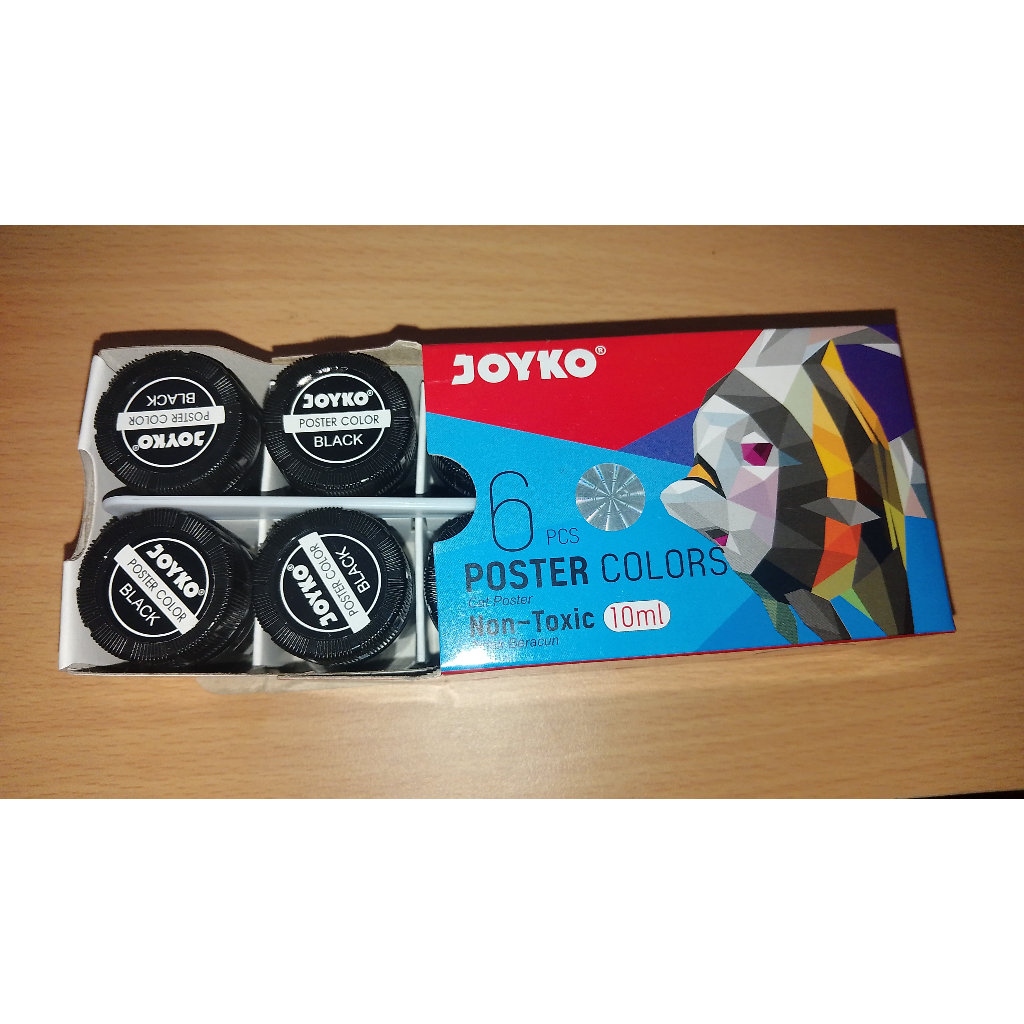 JOYKO®
6 PCS
POSTER COLORS
Cat Poster
Non-Toxic 10ml
Beracun
JOYKO®
POSTER COLOR
BLACK
JOYKO®
POSTER COLOR
BLACK
JOYKO®
POSTER COLOR
BLACK
JOYKO®
POSTER COLOR
BLACK